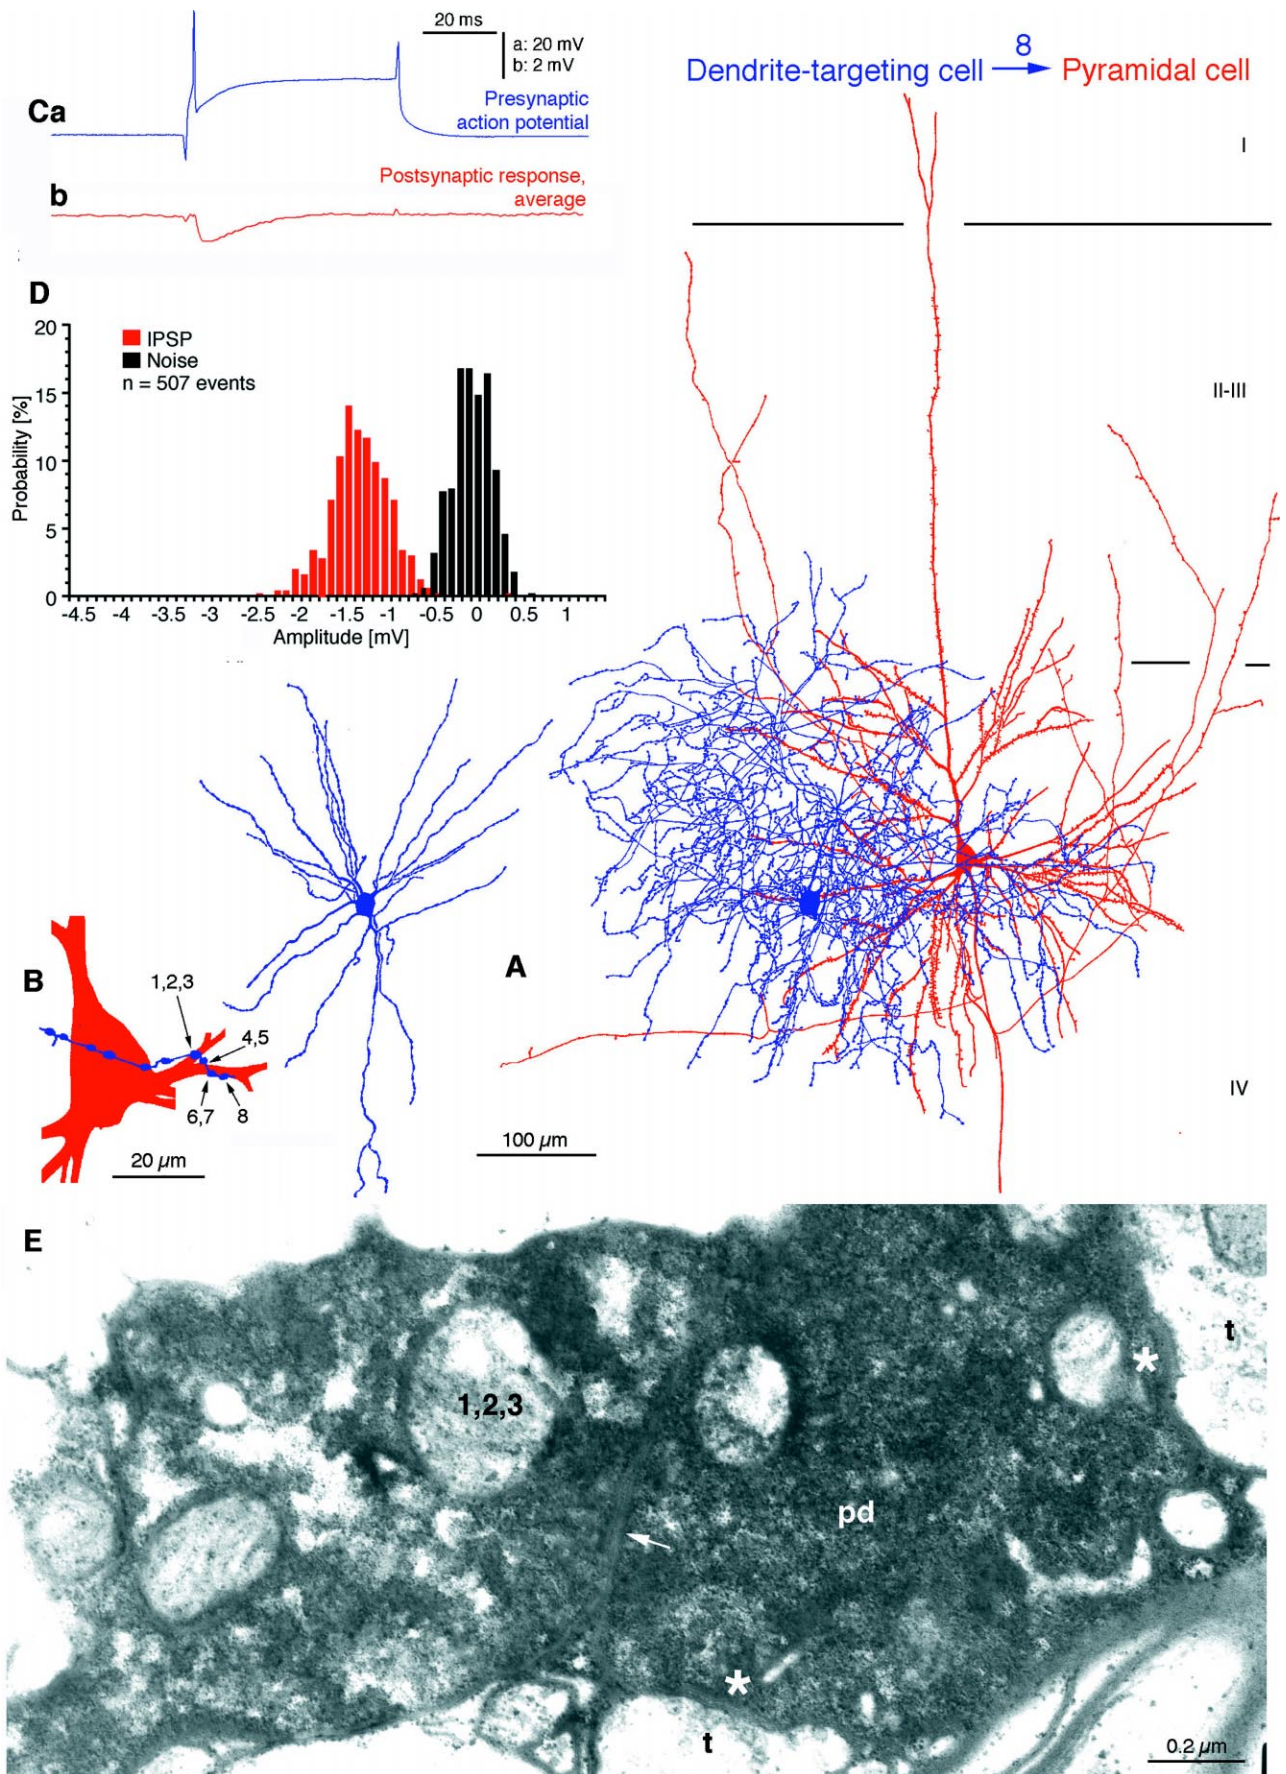 20 ms
a: 20 mV
b: 2 mV
Ca
Presynaptic
action potential
b
Postsynaptic response,
average
8
Dendrite-targeting cell
Pyramidal cell
I
II-III
IV
D
20
15
10
5
0
Probability [%]
IPSP
Noise
n = 507 events
-4.5 -4 -3.5 -3 -2.5 -2 -1.5 -1 -0.5 0 0.5 1
Amplitude [mV]
B
1,2,3
4,5
6,7
8
20 µm
A
100 µm
E
1,2,3
t
*
pd
*
t
0.2 µm